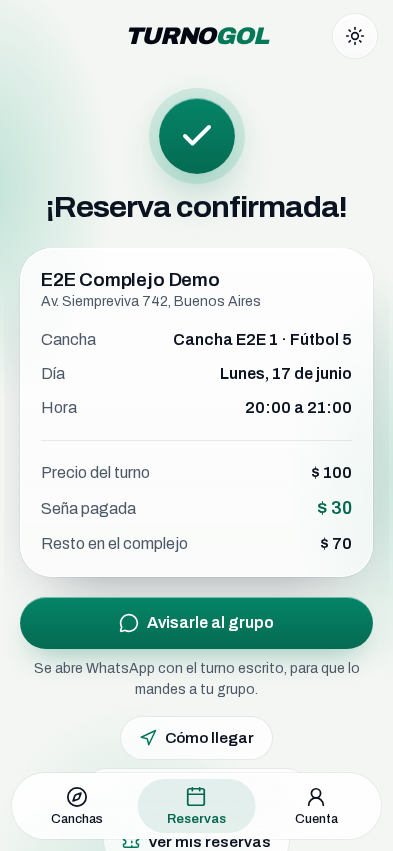 TURNOGOL
¡Reserva confirmada!
E2E Complejo Demo
Av. Siempreviva 742, Buenos Aires
Cancha Cancha E2E 1 · Fútbol 5
Día Lunes, 17 de junio
Hora 20:00 a 21:00
Precio del turno $ 100
Seña pagada $ 30
Resto en el complejo $ 70
Avisarle al grupo
Se abre WhatsApp con el turno escrito, para que lo
mandes a tu grupo.
Cómo llegar
Canchas Reservas Cuenta
Ver mis reservas